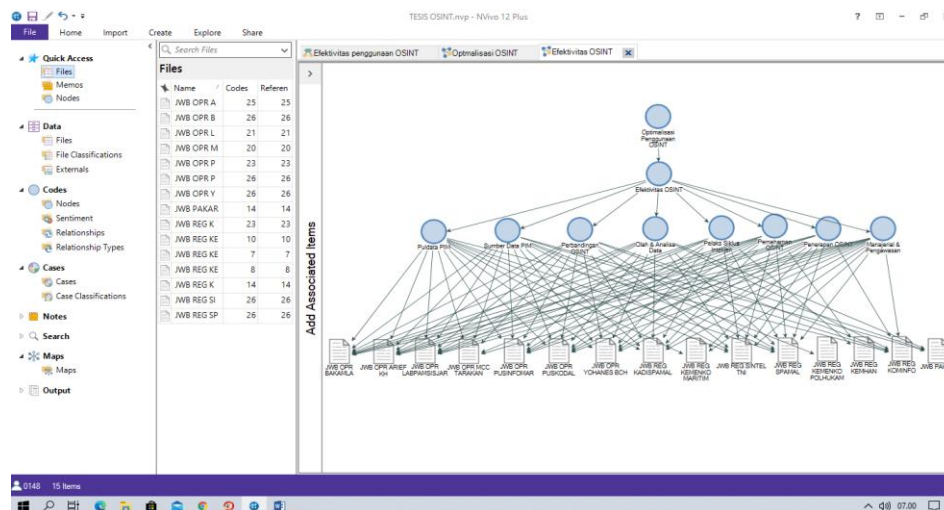 TESIS OSINT.nvp - NVivo 12 Plus
File Home Import Create Explore Share
Quick Access
Files
Memos
Nodes
Data
Files
File Classifications
Externals
Codes
Nodes
Sentiment
Relationships
Relationship Types
Cases
Cases
Case Classifications
Notes
Search
Maps
Maps
Output
Search Files
Files
Name Codes Referen
JWB OPR A 25 25
JWB OPR B 26 26
JWB OPR L 21 21
JWB OPR M 20 20
JWB OPR P 23 23
JWB OPR P 26 26
JWB OPR Y 26 26
JWB PAKAR 14 14
JWB REG K 23 23
JWB REG KE 10 10
JWB REG KE 7 7
JWB REG KE 8 8
JWB REG K 14 14
JWB REG SI 26 26
JWB REG SP 26 26
Efektivitas penggunaan OSINT Optmalisasi OSINT Efektivitas OSINT
Add Associated Items
Optimalisasi
Penggunaan
OSINT
Efektivitas OSINT
Puldata PIM
Sumber Data PIM
Perbandingan
OSINT
Olah & Analisa
Data
Pelaks Siklus
Pemahaman
OSINT
Penerapan OSINT
Manajerial &
Pengawasan
JWB OPR
BAKAMLA
JWB OPR ARIEF
KH
JWB OPR
LABPAMSISJAR
JWB OPR MCC
TARAKAN
JWB OPR
PUSINFOMAR
JWB OPR
PUSKODAL
JWB OPR
YOHANES BCH
JWB REG
KADISPAMAL
JWB REG
KEMENKO
MARITIM
JWB REG SINTEL
TNI
JWB REG
SPAMAL
JWB REG
KEMENKO
POLHUKAM
JWB REG
KEMHAN
JWB REG
KOMINFO
0148 15 Items
07.00